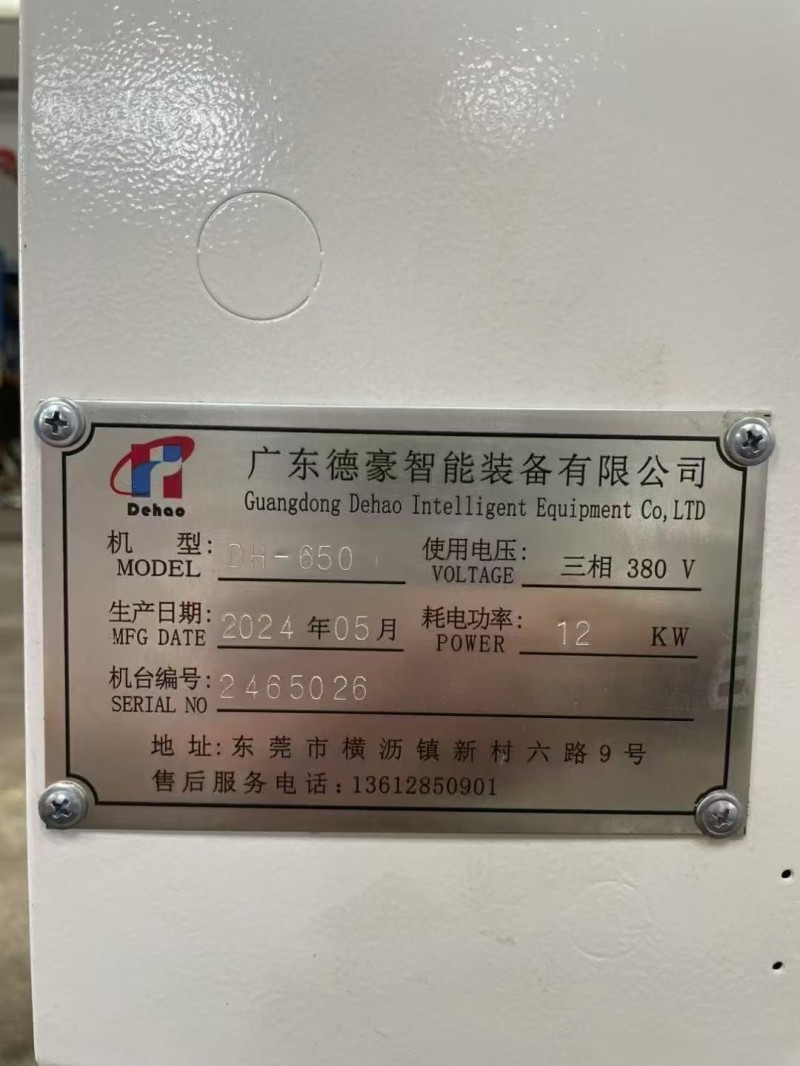 广东德豪智能装备有限公司
Dehao
Guangdong Dehao Intelligent Equipment Co,LTD
机 型: DH-650 使用电压: 三相 380 V
MODEL VOLTAGE
生产日期: 2024 年 05 月 耗电功率: 12 KW
MFG DATE POWER
机台编号: 2465026
SERIAL NO
地 址: 东莞市横沥镇新村六路9号
售后服务电话: 13612850901